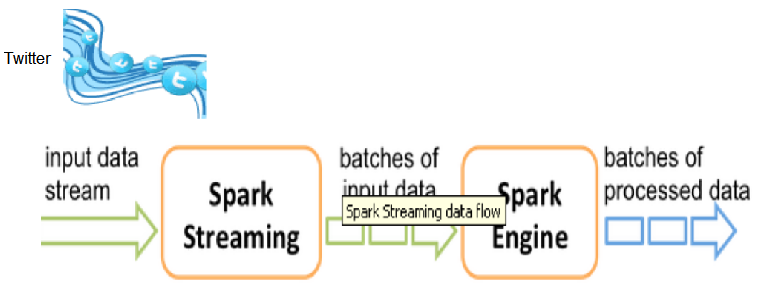 Twitter
input data
stream
Spark
Streaming
batches of
input data
Spark Streaming data flow
Spark
Engine
batches of
processed data